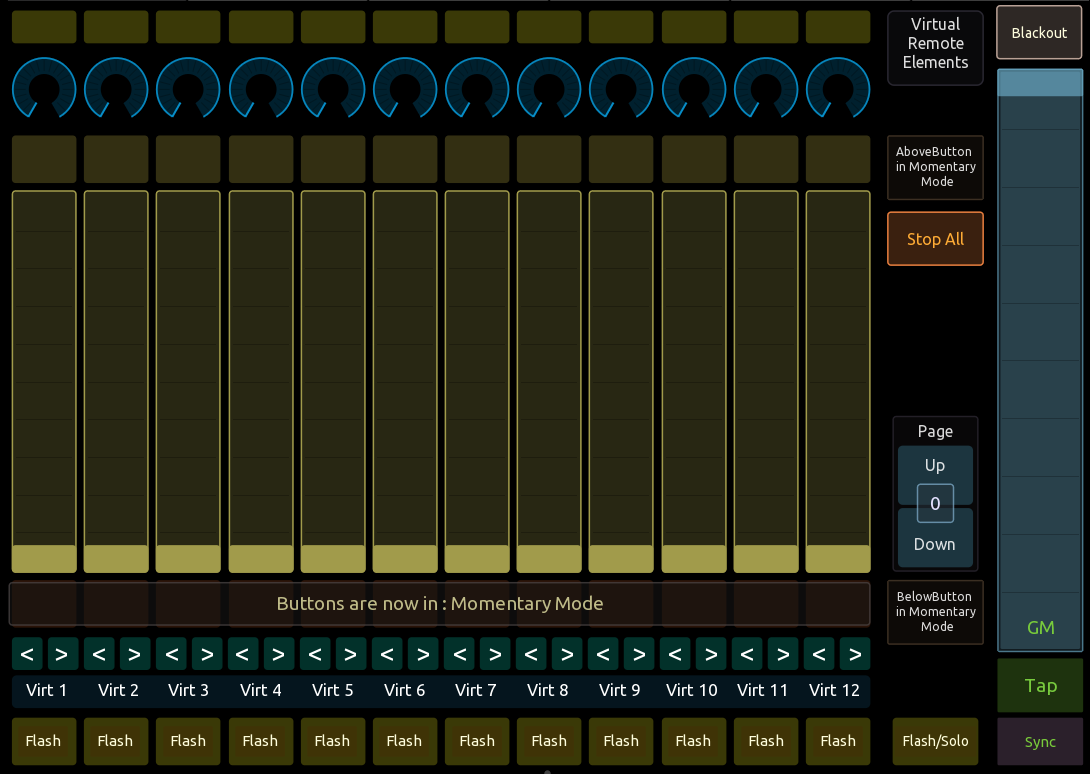 Virtual
Remote
Elements
Blackout
AboveButton
in Momentary
Mode
Stop All
Page
Up
0
Down
Buttons are now in : Momentary Mode
BelowButton
in Momentary
Mode
GM
< > < > < > < > < > < > < > < > < > < > < > < >
Virt 1 Virt 2 Virt 3 Virt 4 Virt 5 Virt 6 Virt 7 Virt 8 Virt 9 Virt 10 Virt 11 Virt 12
Tap
Flash Flash Flash Flash Flash Flash Flash Flash Flash Flash Flash Flash Flash/Solo Sync